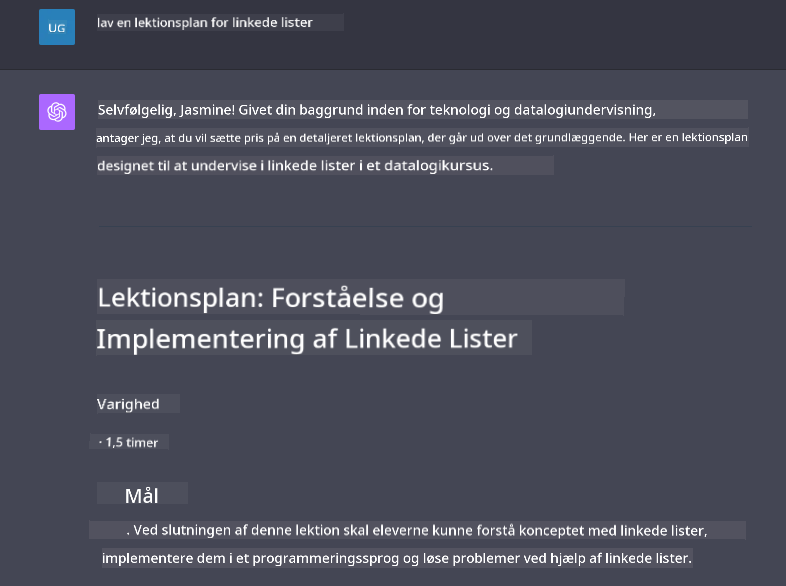 UG
lav en lektionsplan for linkede lister
Selvfølgelig, Jasmine! Givet din baggrund inden for teknologi og datalogiundervisning,
antager jeg, at du vil sætte pris på en detaljeret lektionsplan, der går ud over det grundlæggende. Her er en lektionsplan
designet til at undervise i linkede lister i et datalogikursus.
Lektionsplan: Forståelse og
Implementering af Linkede Lister
Varighed
· 1,5 timer
Mål
. Ved slutningen af denne lektion skal eleverne kunne forstå konceptet med linkede lister,
implementere dem i et programmeringssprog og løse problemer ved hjælp af linkede lister.